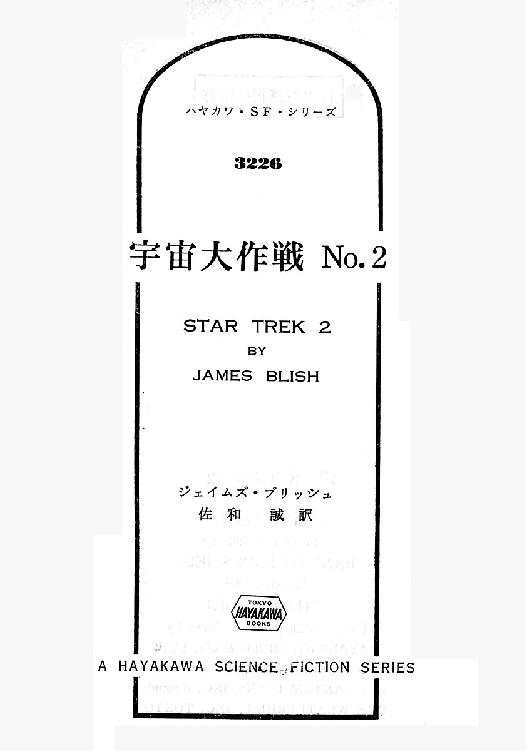 ハヤカワ・SF・シリーズ
3226
宇宙大作戦 No.2
STAR TREK 2
BY
JAMES BLISH
ジェイムズ・ブリッシュ
佐和 誠訳
TOKYO
HAYAKAWA
BOOKS
A HAYAKAWA SCIENCE FICTION SERIES